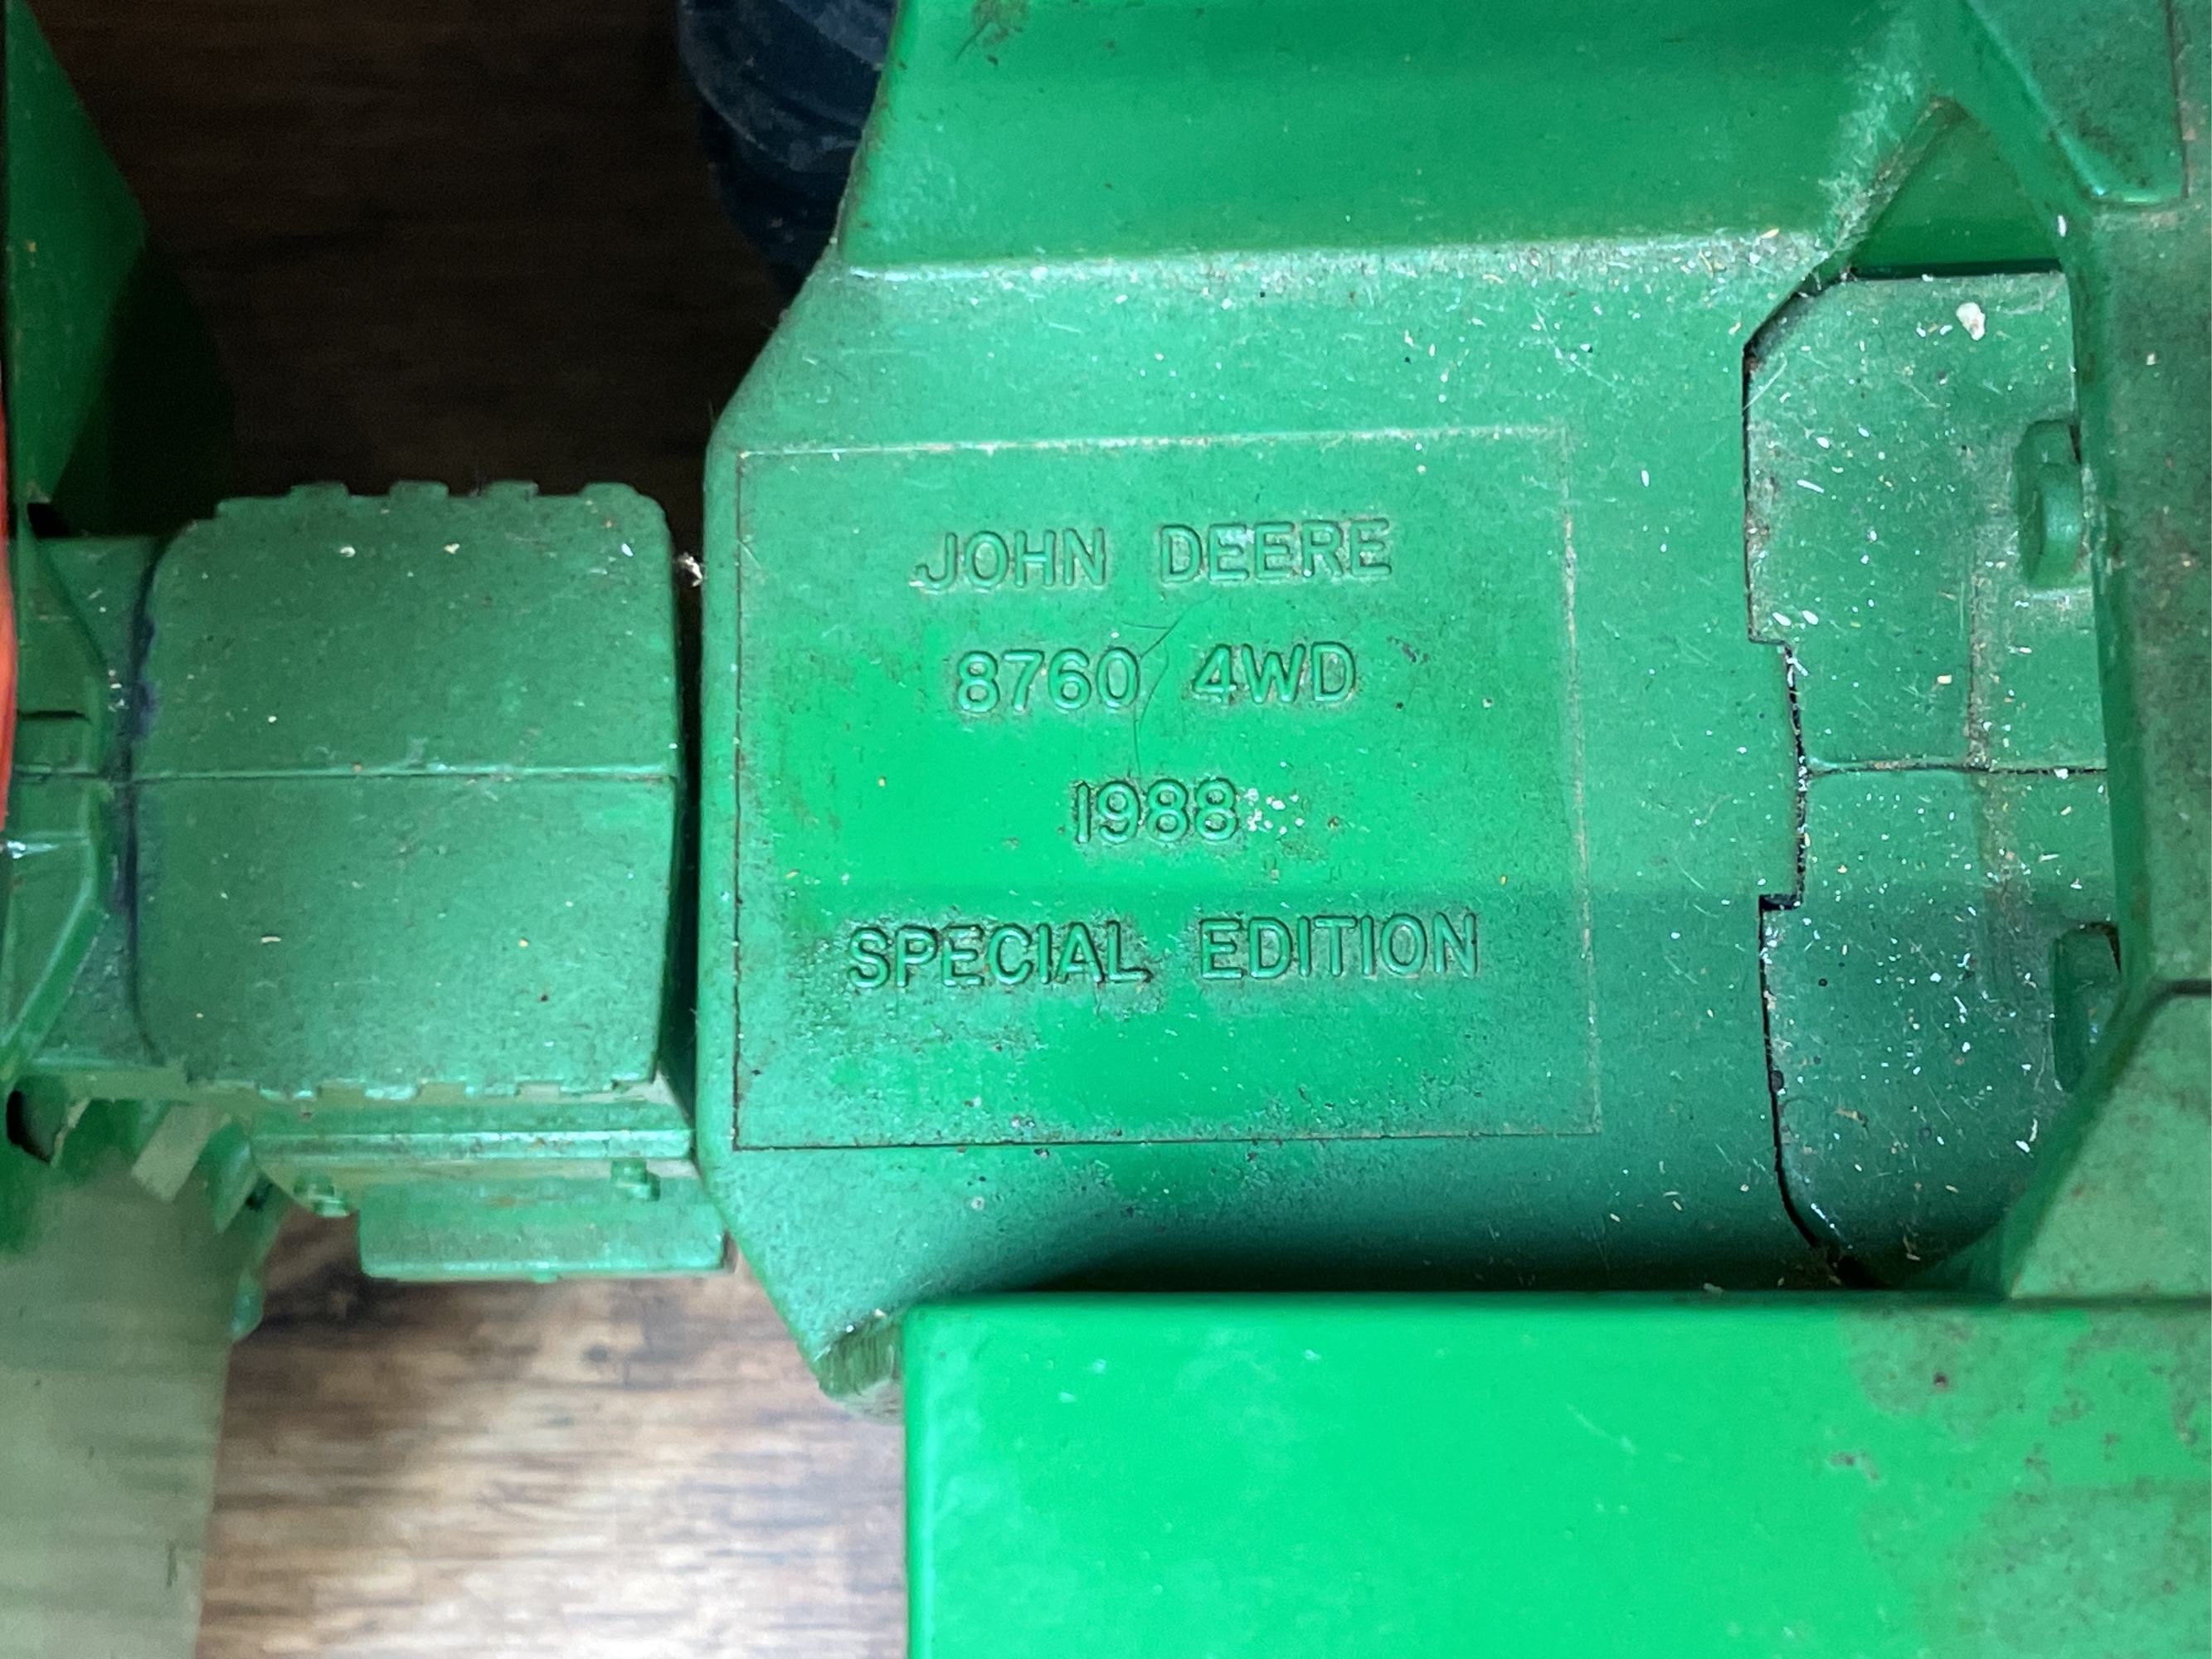 JOHN DEERE
8760 4WD
1988
SPECIAL EDITION